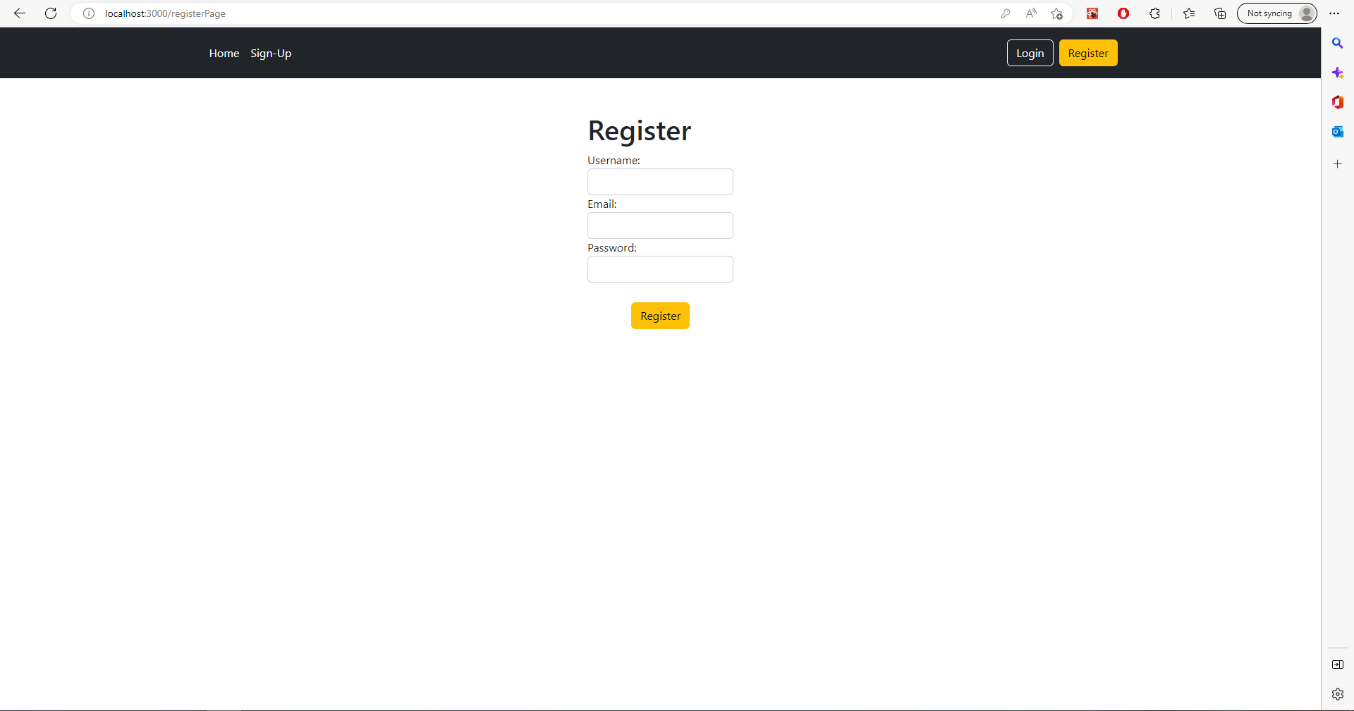 localhost:3000/registerPage
Not syncing
Home Sign-Up Login Register
Register
Username:
Email:
Password:
Register